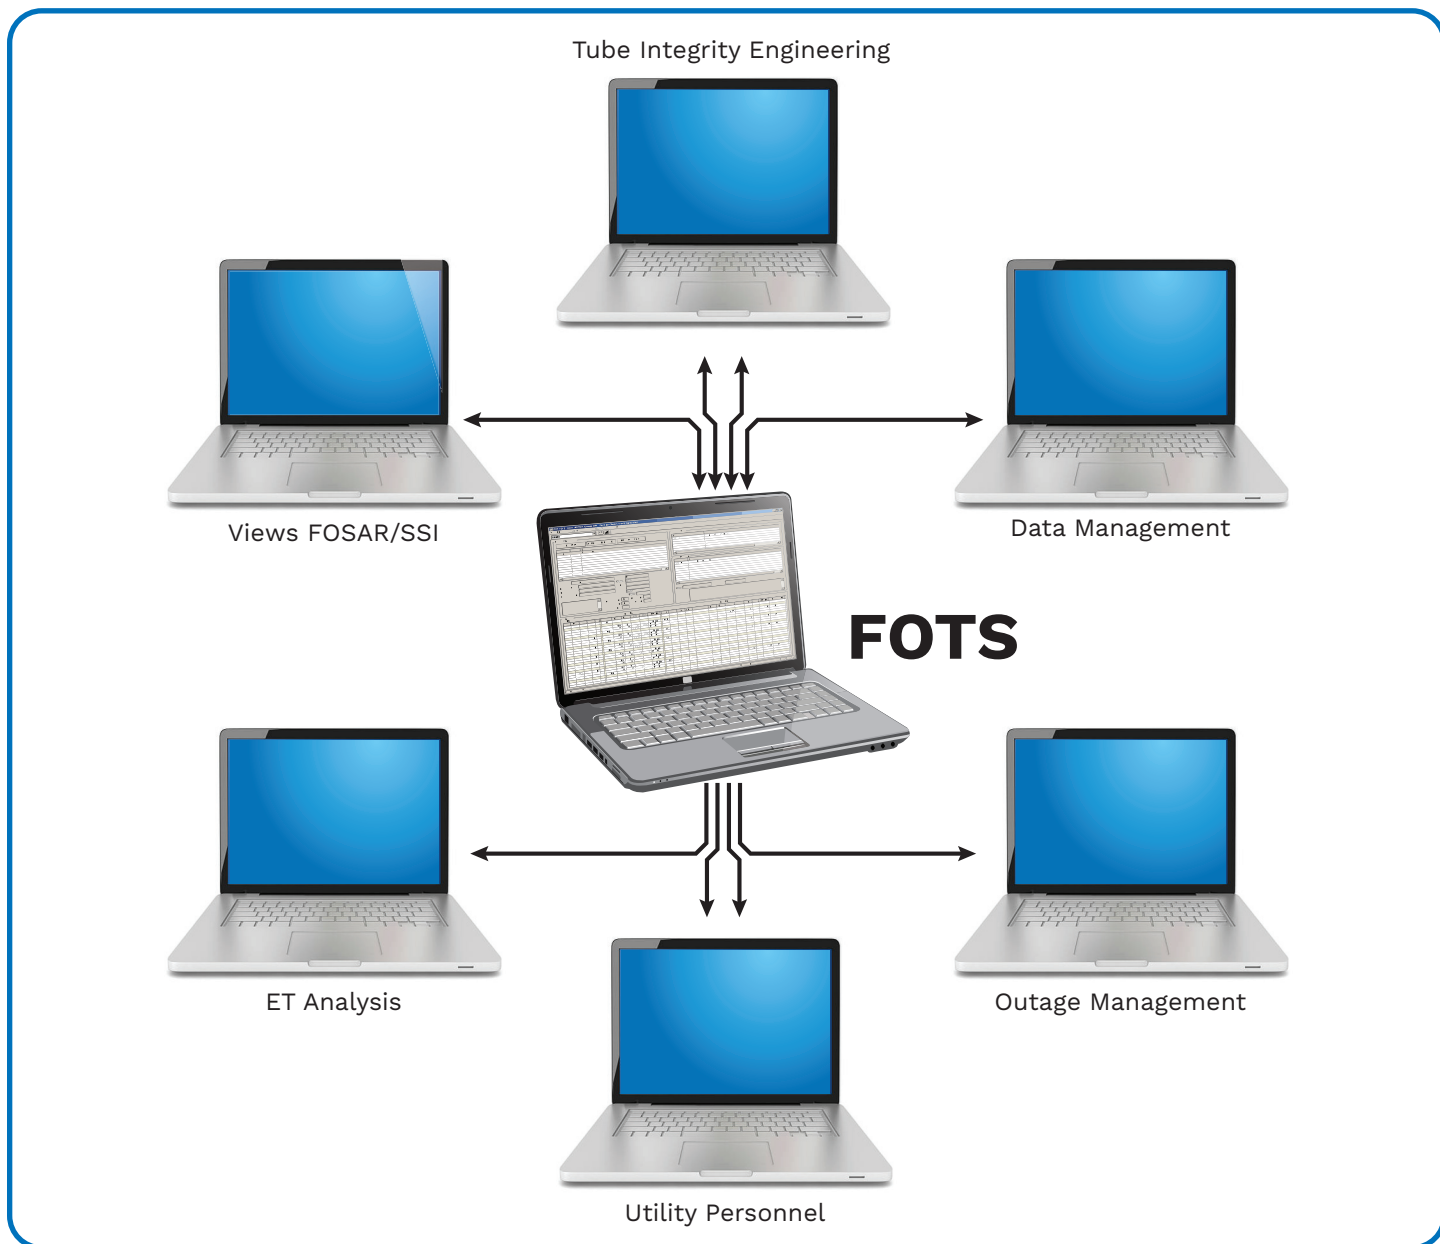 Tube Integrity Engineering
Views FOSAR/SSI
Data Management
FOTS
ET Analysis
Outage Management
Utility Personnel